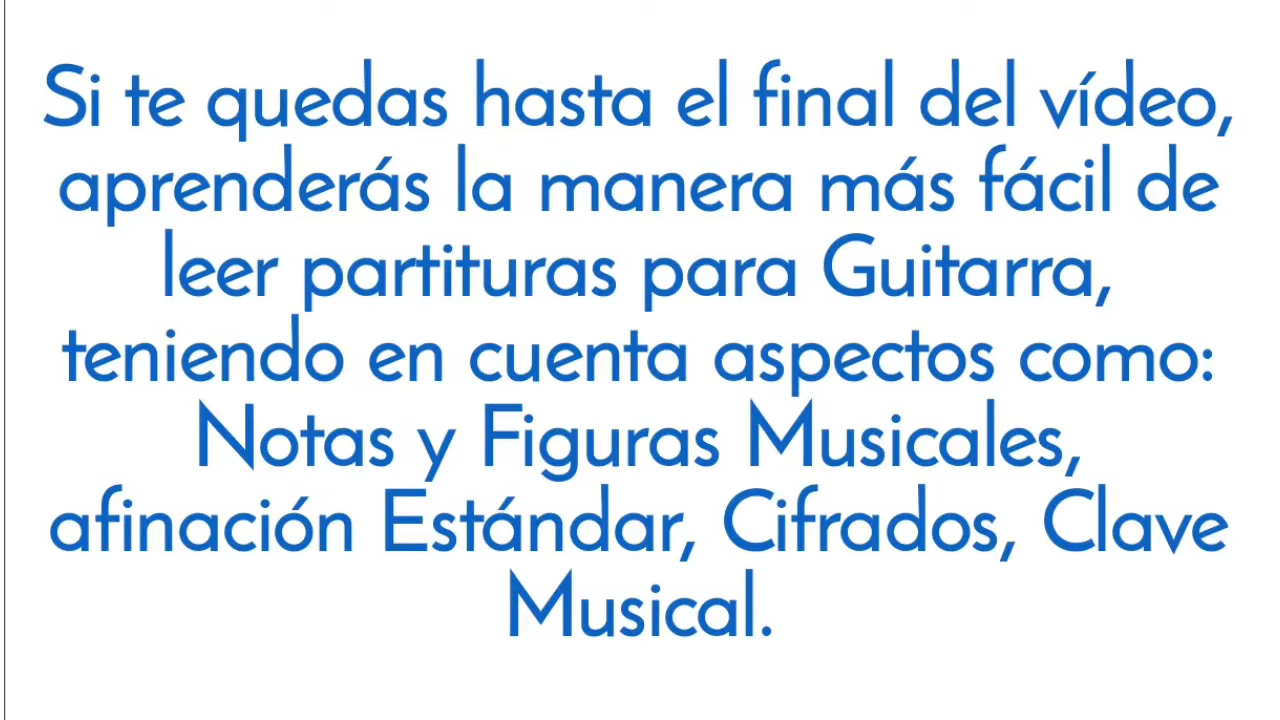 Si te quedas hasta el final del vídeo,
aprenderás la manera más fácil de
leer partituras para Guitarra,
teniendo en cuenta aspectos como:
Notas y Figuras Musicales,
afinación Estándar, Cifrados, Clave
Musical.